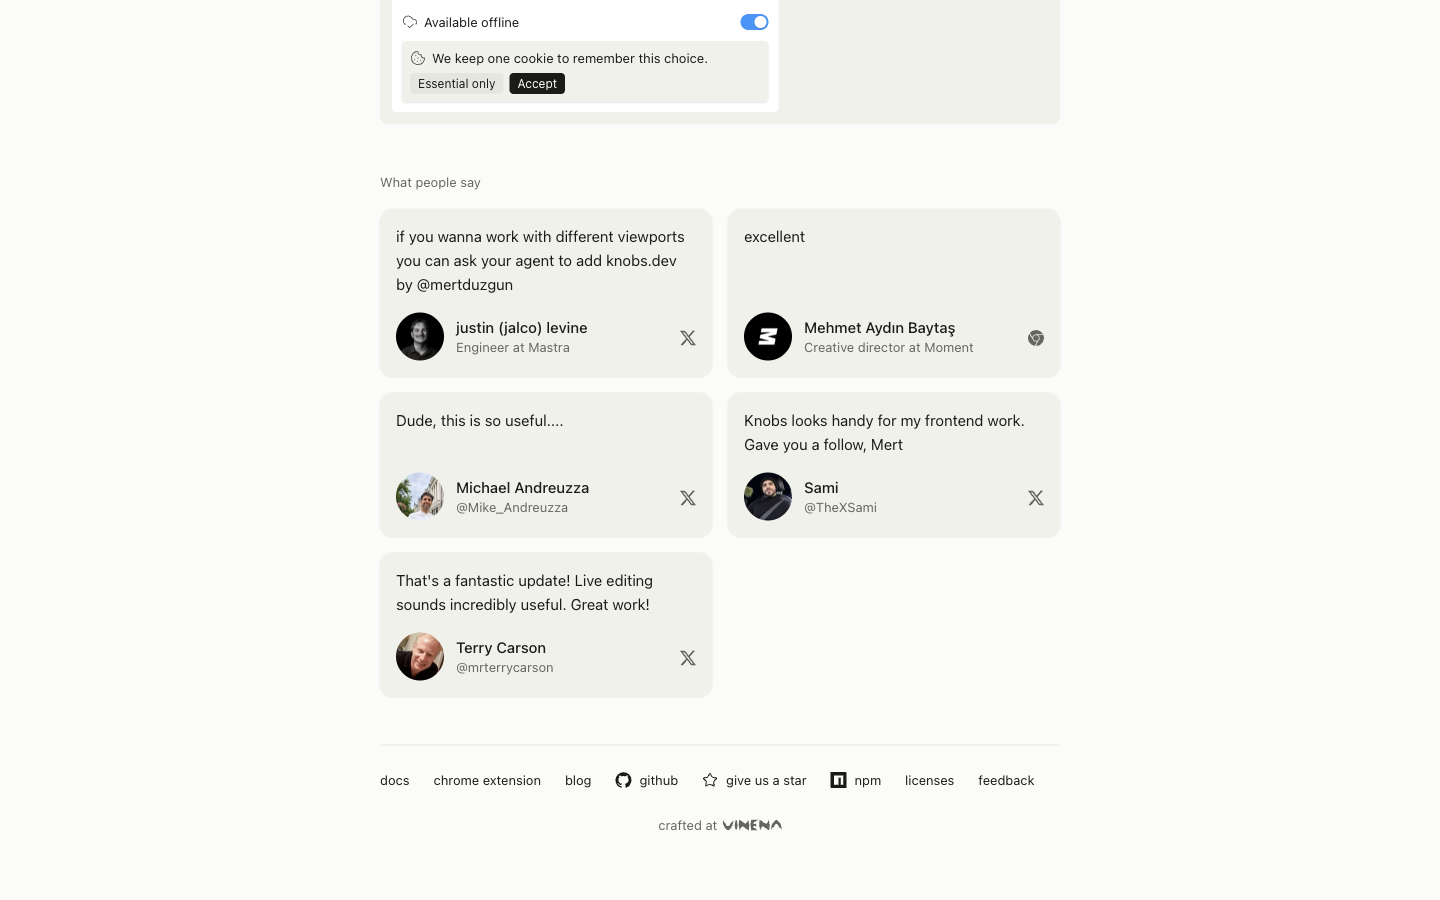 Available offline
We keep one cookie to remember this choice.
Essential only Accept
What people say
if you wanna work with different viewports
you can ask your agent to add knobs.dev
by @mertduzgun
justin (jalco) levine
Engineer at Mastra
excellent
Mehmet Aydın Baytaş
Creative director at Moment
Dude, this is so useful....
Michael Andreuzza
@Mike_Andreuzza
Knobs looks handy for my frontend work.
Gave you a follow, Mert
Sami
@TheXSami
That's a fantastic update! Live editing
sounds incredibly useful. Great work!
Terry Carson
@mrterrycarson
docs chrome extension blog github give us a star npm licenses feedback
crafted at VINENA